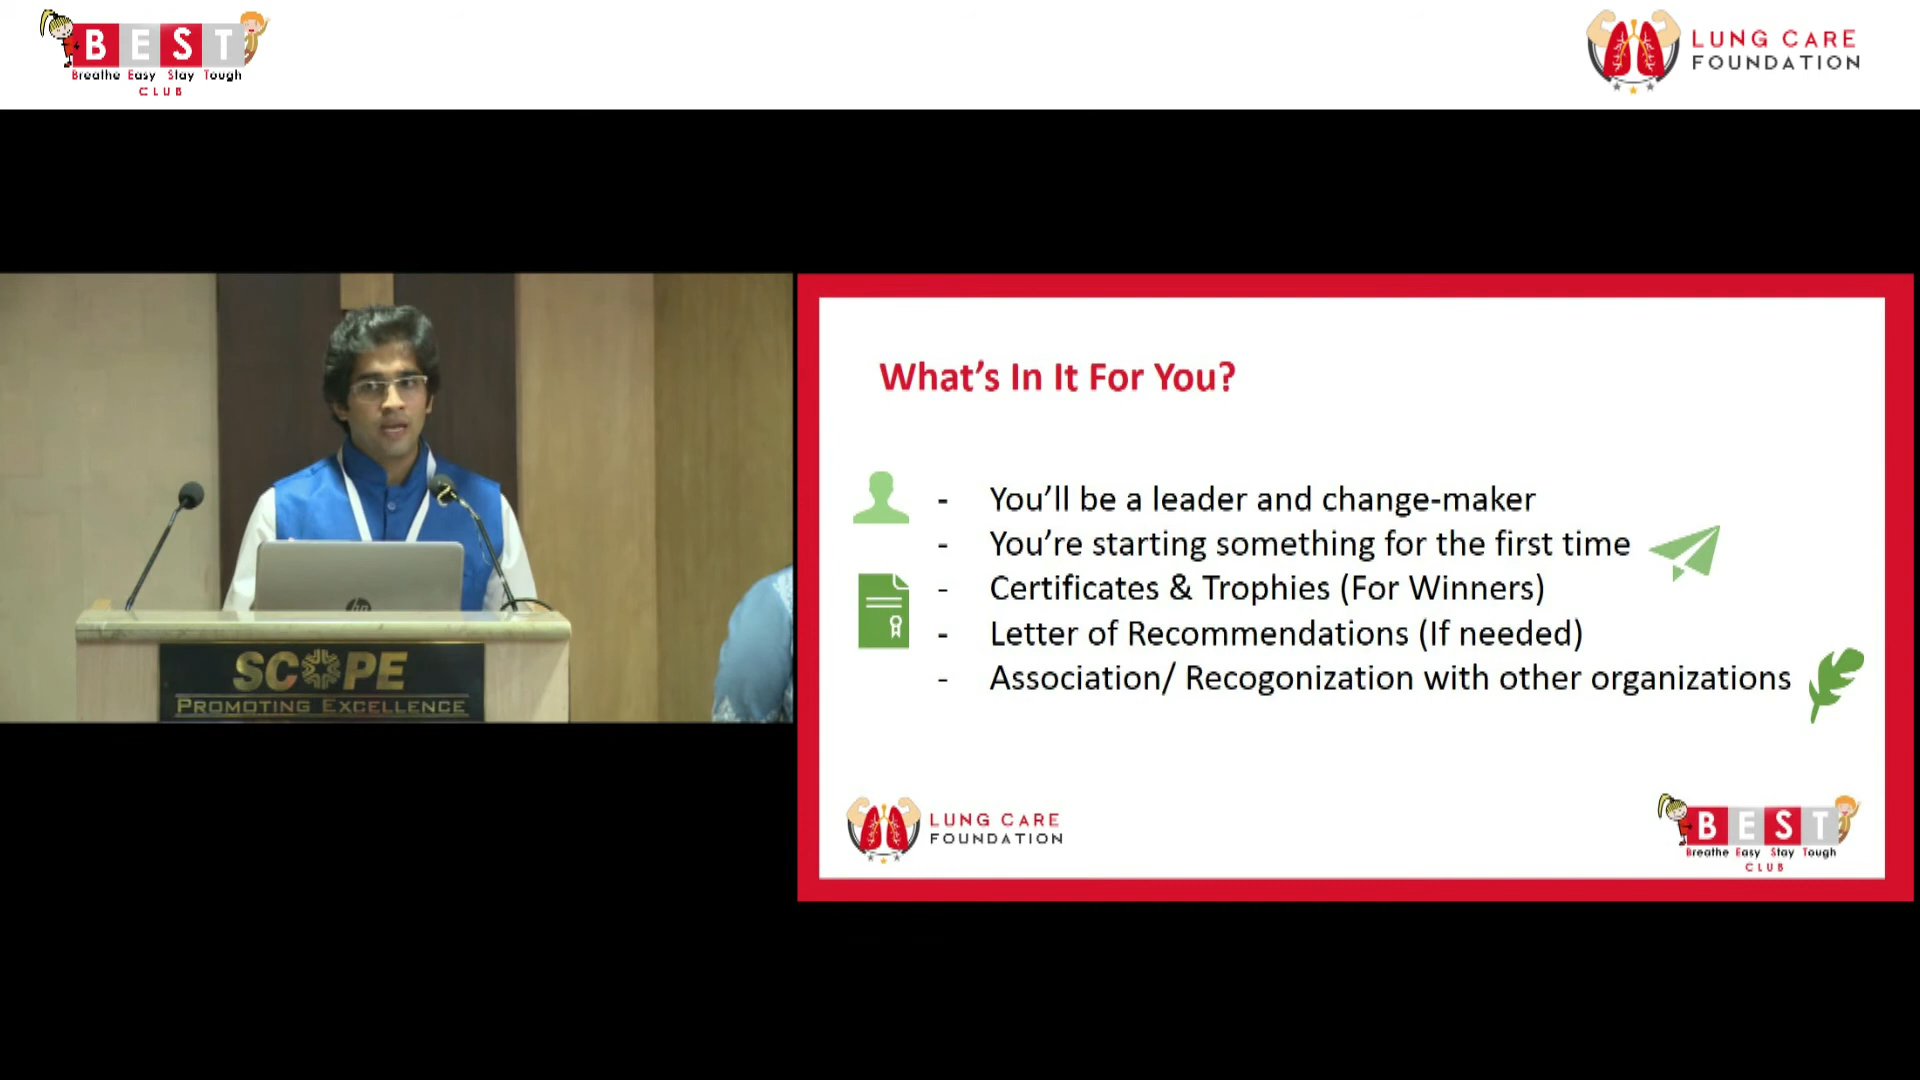 BEST
Breathe Easy Stay Tough
CLUB
LUNG CARE
FOUNDATION
What's In It For You?
- You'll be a leader and change-maker
- You're starting something for the first time
- Certificates & Trophies (For Winners)
- Letter of Recommendations (If needed)
- Association/ Recogonization with other organizations
hp
SCOPE
PROMOTING EXCELLENCE
LUNG CARE
FOUNDATION
BEST
Breathe Easy Stay Tough
CLUB